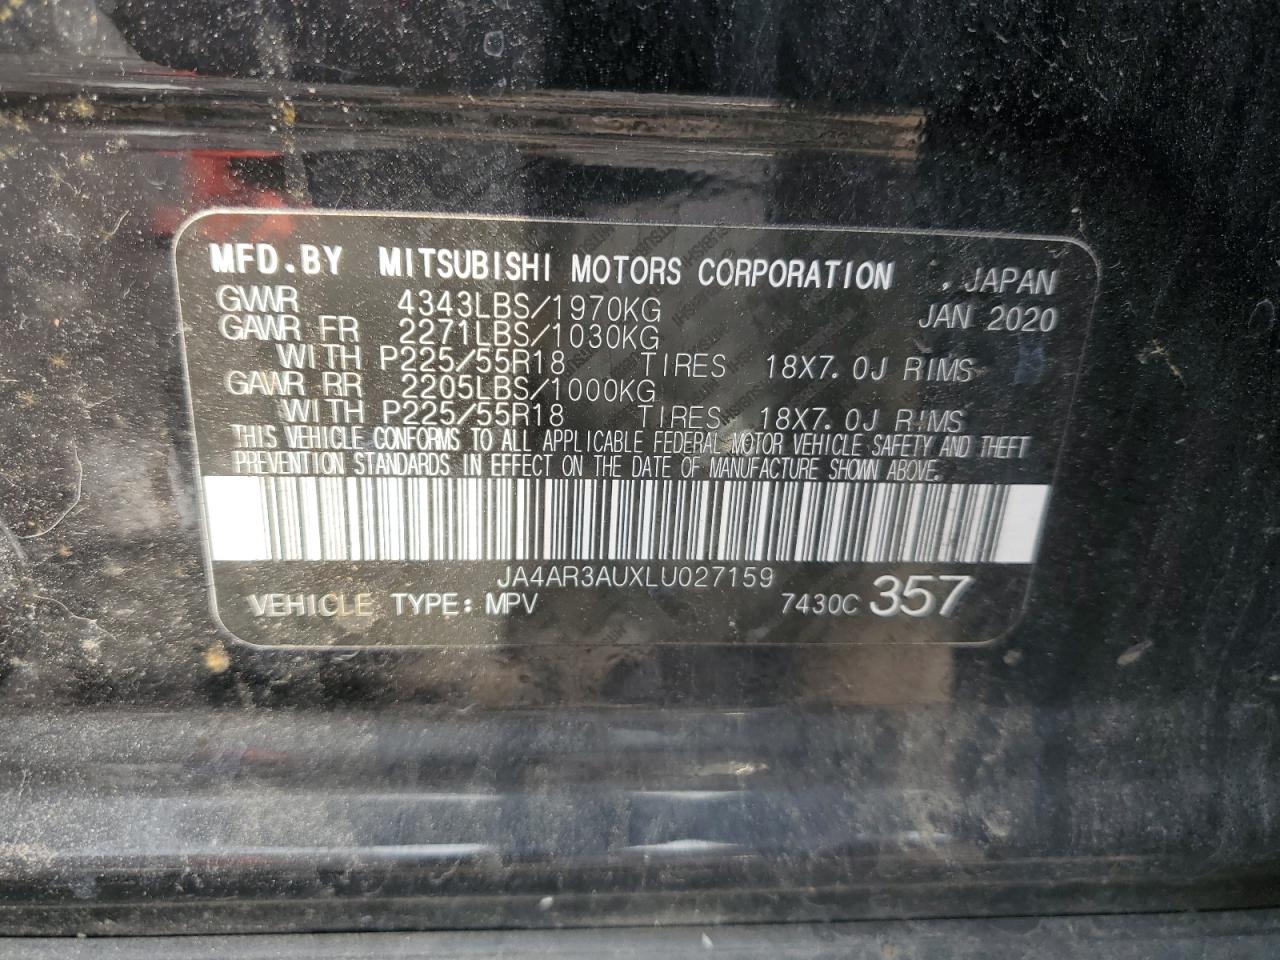 MFD.BY MITSUBISHI MOTORS CORPORATION , JAPAN
GVWR 4343LBS/1970KG JAN 2020
GAWR FR 2271LBS/1030KG
WITH P225/55R18 TIRES 18X7.0J RIMS
GAWR RR 2205LBS/1000KG
WITH P225/55R18 TIRES 18X7.0J RIMS
THIS VEHICLE CONFORMS TO ALL APPLICABLE FEDERAL MOTOR VEHICLE SAFETY AND THEFT
PREVENTION STANDARDS IN EFFECT ON THE DATE OF MANUFACTURE SHOWN ABOVE.
JA4AR3AUXLU027159
VEHICLE TYPE: MPV 7430C 357